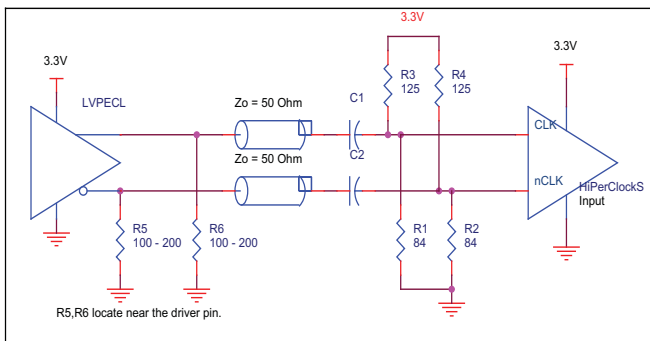 3.3V
3.3V
3.3V
R3
125
R4
125
LVPECL
Zo = 50 Ohm
C1
CLK
Zo = 50 Ohm
C2
nCLK
HiPerClockS
Input
R5
100 - 200
R6
100 - 200
R1
84
R2
84
R5,R6 locate near the driver pin.